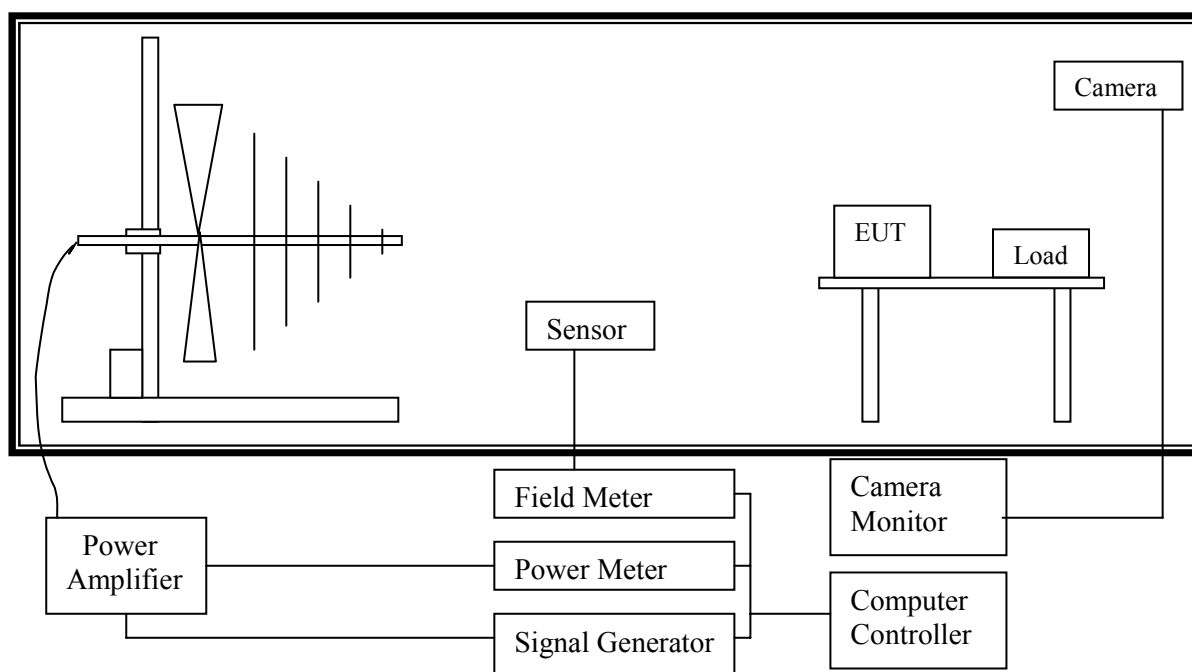 Camera
EUT
Load
Sensor
Field Meter
Camera
Monitor
Power
Amplifier
Power Meter
Computer
Controller
Signal Generator